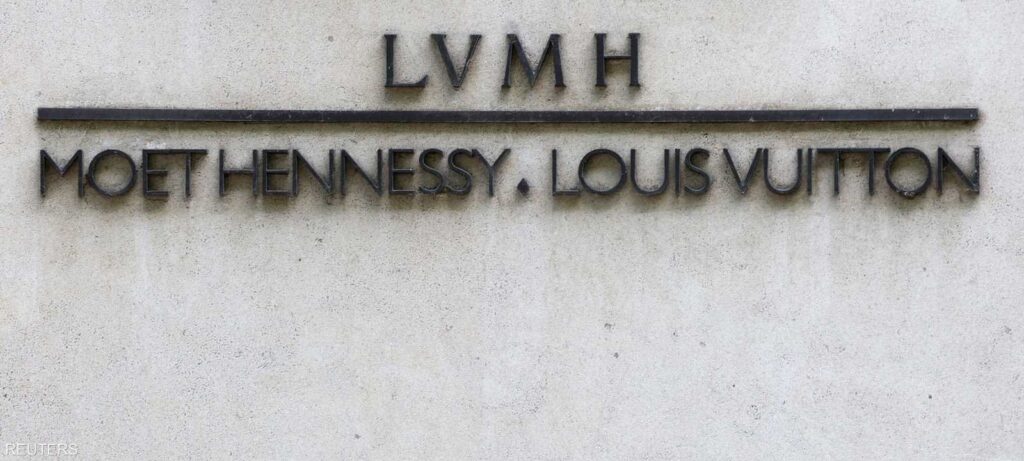 LVMH
MOET HENNESSY. LOUIS VUITTON
REUTERS